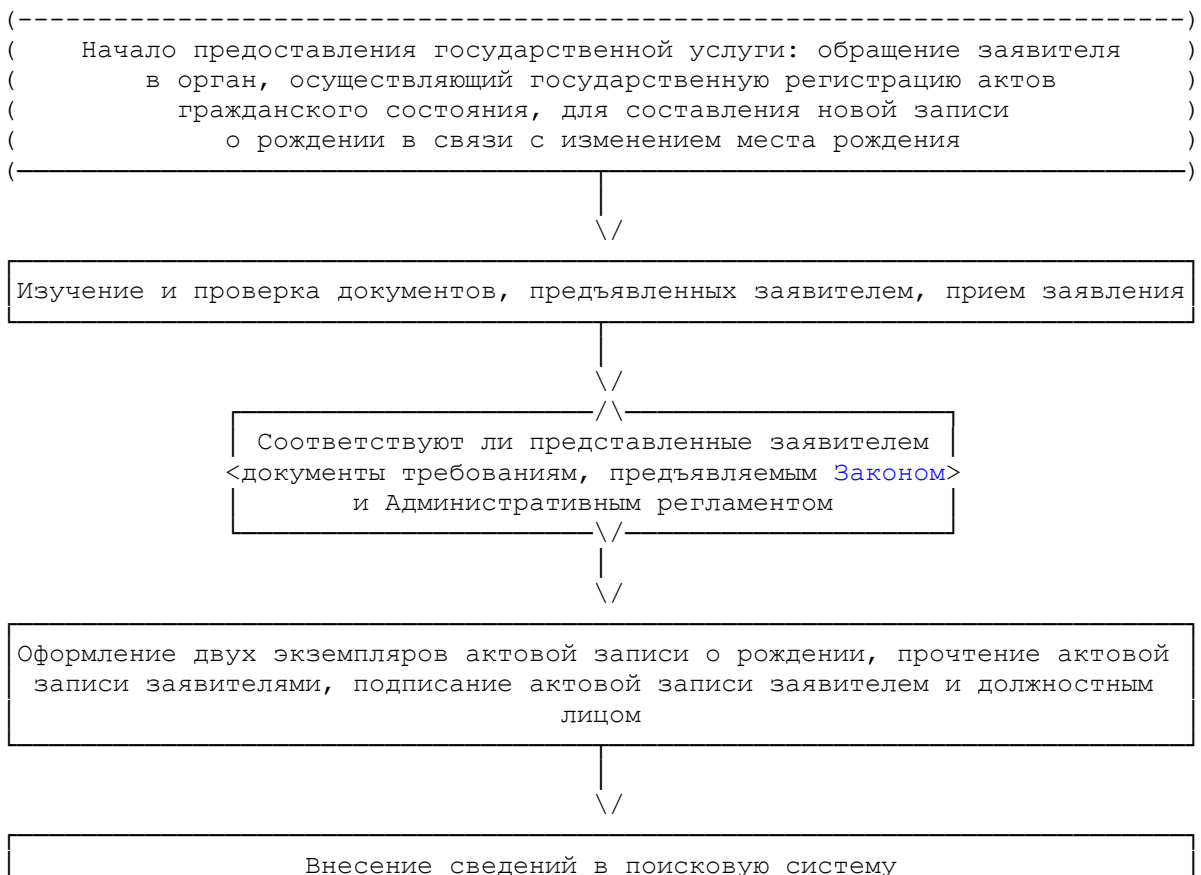 Начало предоставления государственной услуги: обращение заявителя
в орган, осуществляющий государственную регистрацию актов
гражданского состояния, для составления новой записи
о рождении в связи с изменением места рождения
Изучение и проверка документов, предъявленных заявителем, прием заявления
Соответствуют ли представленные заявителем
<документы требованиям, предъявляемым Законом>
и Административным регламентом
Оформление двух экземпляров актовой записи о рождении, прочтение актовой
записи заявителями, подписание актовой записи заявителем и должностным
лицом
Внесение сведений в поисковую систему